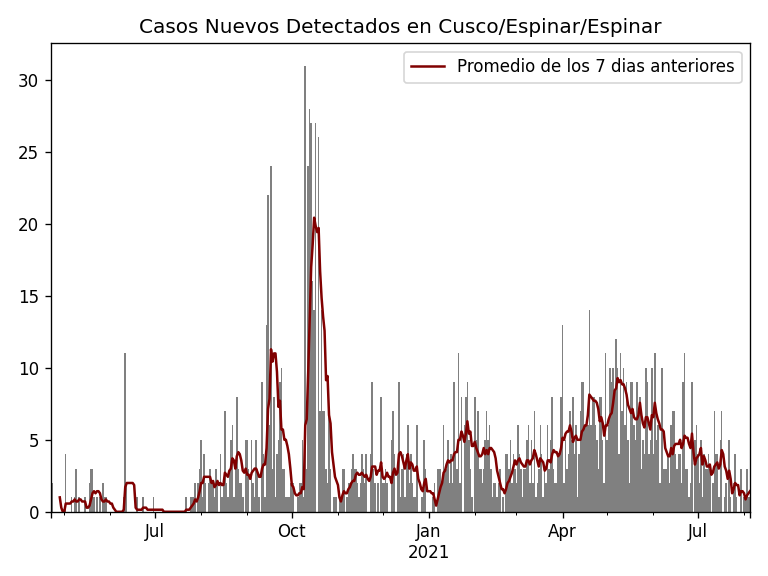 Casos Nuevos Detectados en Cusco/Espinar/Espinar
Promedio de los 7 dias anteriores
30
25
20
15
10
5
0
Jul Oct Jan Apr Jul
2021